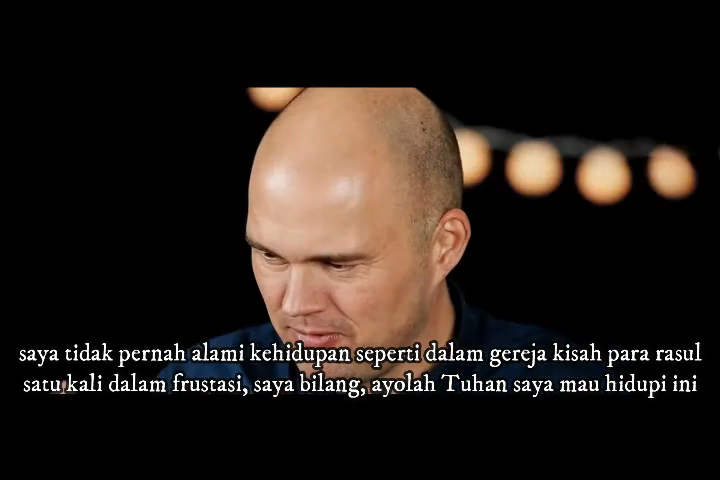 saya tidak pernah alami kehidupan seperti dalam gereja kisah para rasul
satu kali dalam frustasi, saya bilang, ayolah Tuhan saya mau hidupi ini